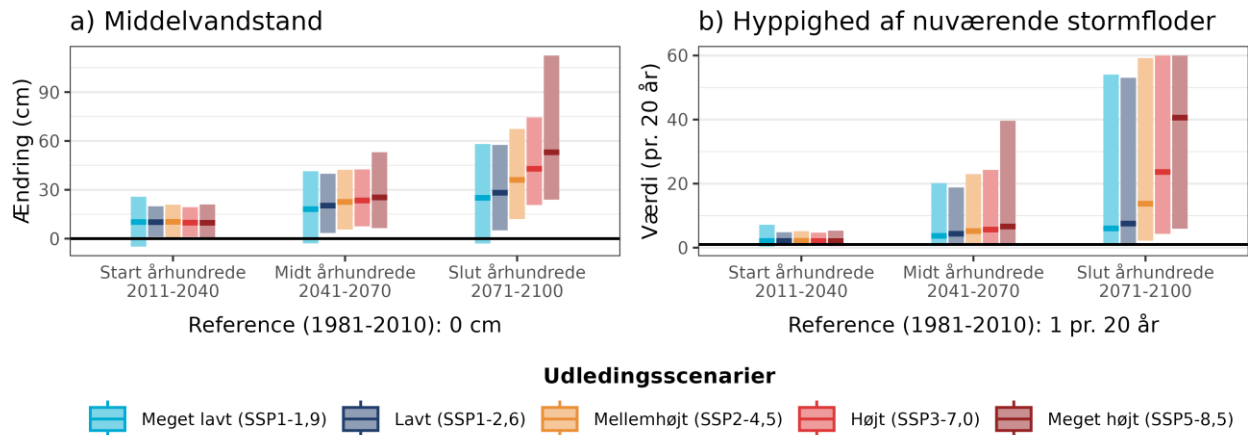 a) Middelvandstand
Ændring (cm)
90
60
30
0
Start århundrede
2011-2040
Midt århundrede
2041-2070
Slut århundrede
2071-2100
Reference (1981-2010): 0 cm
b) Hyppighed af nuværende stormfloder
Værdi (pr. 20 år)
60
40
20
0
Start århundrede
2011-2040
Midt århundrede
2041-2070
Slut århundrede
2071-2100
Reference (1981-2010): 1 pr. 20 år
Udledingsscenarier
Meget lavt (SSP1-1,9)
Lavt (SSP1-2,6)
Mellemhøjt (SSP2-4,5)
Højt (SSP3-7,0)
Meget højt (SSP5-8,5)